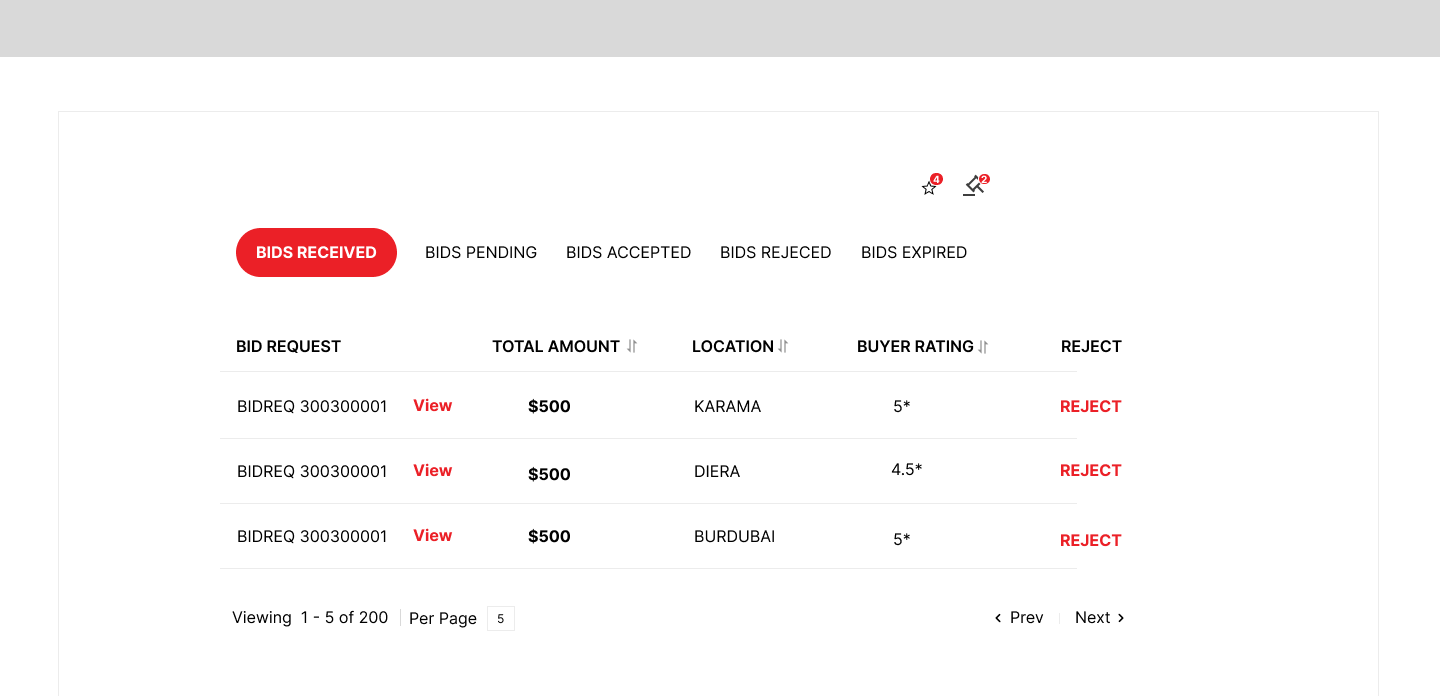 4 2
BIDS RECEIVED BIDS PENDING BIDS ACCEPTED BIDS REJECED BIDS EXPIRED
BID REQUEST TOTAL AMOUNT LOCATION BUYER RATING REJECT
BIDREQ 300300001 View $500 KARAMA 5* REJECT
BIDREQ 300300001 View $500 DIERA 4.5* REJECT
BIDREQ 300300001 View $500 BURDUBAI 5* REJECT
Viewing 1 - 5 of 200 Per Page 5 Prev Next